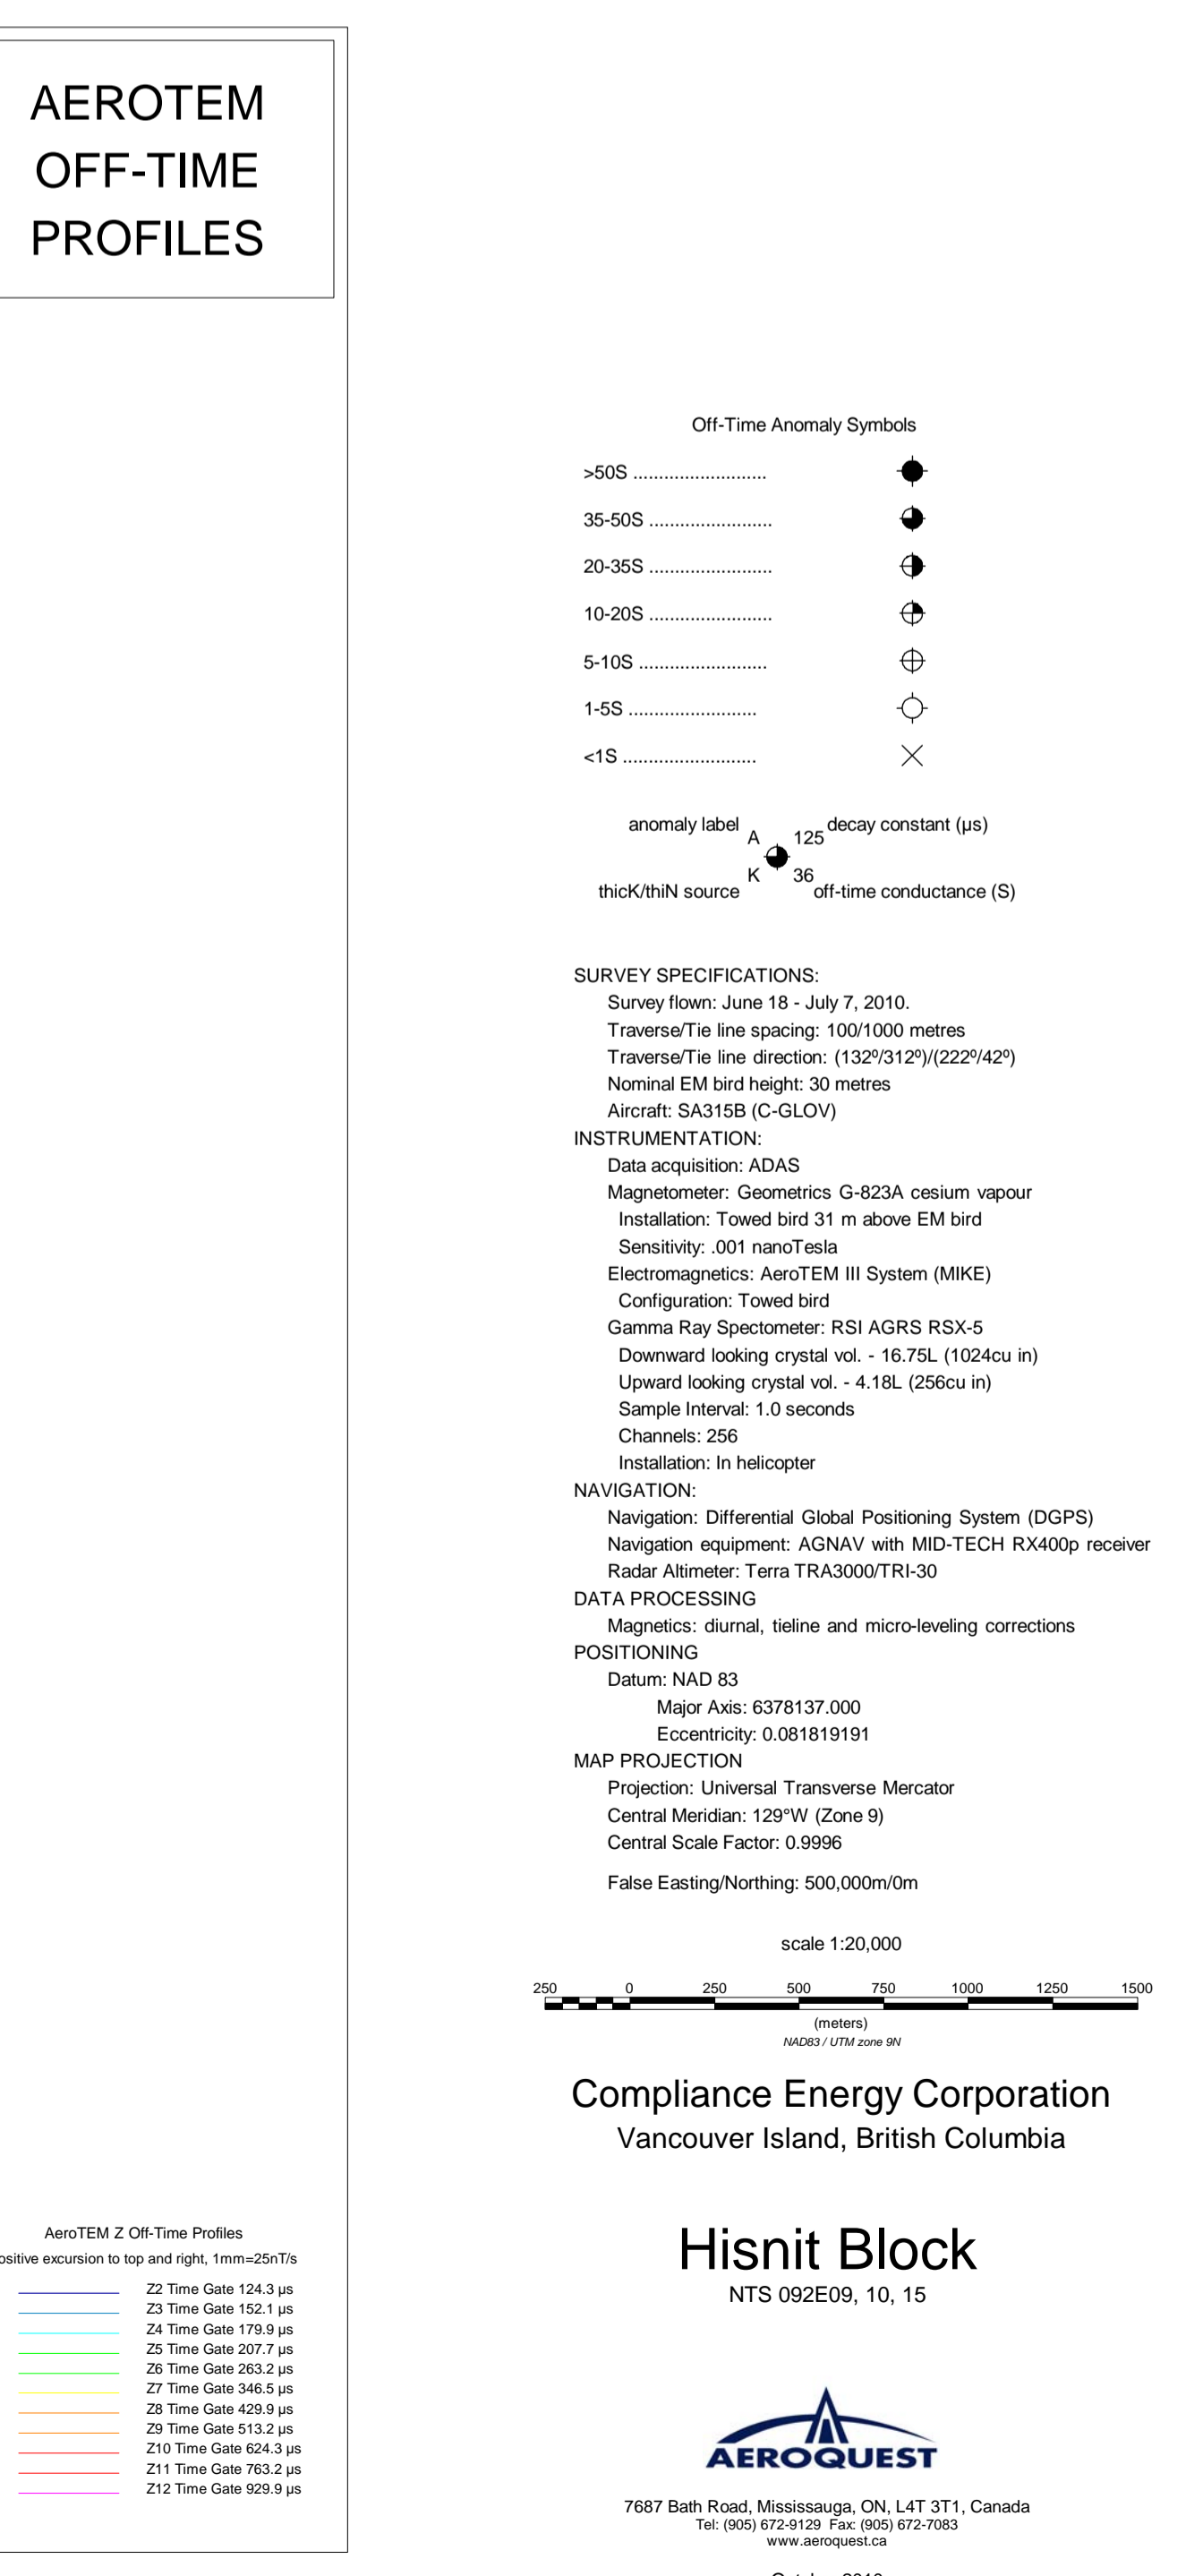 AEROTEM
OFF-TIME
PROFILES
Off-Time Anomaly Symbols
>50S ..........................
35-50S ........................
20-35S ........................
10-20S ........................
5-10S .........................
1-5S .........................
<1S ..........................
anomaly label A 125 decay constant (µs)
thicK/thiN source K 36 off-time conductance (S)
SURVEY SPECIFICATIONS:
Survey flown: June 18 - July 7, 2010.
Traverse/Tie line spacing: 100/1000 metres
Traverse/Tie line direction: (132º/312º)/(222º/42º)
Nominal EM bird height: 30 metres
Aircraft: SA315B (C-GLOV)
INSTRUMENTATION:
Data acquisition: ADAS
Magnetometer: Geometrics G-823A cesium vapour
Installation: Towed bird 31 m above EM bird
Sensitivity: .001 nanoTesla
Electromagnetics: AeroTEM III System (MIKE)
Configuration: Towed bird
Gamma Ray Spectometer: RSI AGRS RSX-5
Downward looking crystal vol. - 16.75L (1024cu in)
Upward looking crystal vol. - 4.18L (256cu in)
Sample Interval: 1.0 seconds
Channels: 256
Installation: In helicopter
NAVIGATION:
Navigation: Differential Global Positioning System (DGPS)
Navigation equipment: AGNAV with MID-TECH RX400p receiver
Radar Altimeter: Terra TRA3000/TRI-30
DATA PROCESSING
Magnetics: diurnal, tieline and micro-leveling corrections
POSITIONING
Datum: NAD 83
Major Axis: 6378137.000
Eccentricity: 0.081819191
MAP PROJECTION
Projection: Universal Transverse Mercator
Central Meridian: 129°W (Zone 9)
Central Scale Factor: 0.9996
False Easting/Northing: 500,000m/0m
scale 1:20,000
250 0 250 500 750 1000 1250 1500
(meters)
NAD83 / UTM zone 9N
Compliance Energy Corporation
Vancouver Island, British Columbia
Hisnit Block
NTS 092E09, 10, 15
AEROQUEST
7687 Bath Road, Mississauga, ON, L4T 3T1, Canada
Tel: (905) 672-9129 Fax: (905) 672-7083
www.aeroquest.ca
AeroTEM Z Off-Time Profiles
ositive excursion to top and right, 1mm=25nT/s
Z2 Time Gate 124.3 µs
Z3 Time Gate 152.1 µs
Z4 Time Gate 179.9 µs
Z5 Time Gate 207.7 µs
Z6 Time Gate 263.2 µs
Z7 Time Gate 346.5 µs
Z8 Time Gate 429.9 µs
Z9 Time Gate 513.2 µs
Z10 Time Gate 624.3 µs
Z11 Time Gate 763.2 µs
Z12 Time Gate 929.9 µs